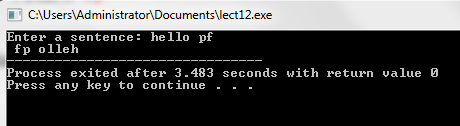 C:\Users\Administrator\Documents\lect12.exe
Enter a sentence: hello pf
 fp olleh
--------------------------------
Process exited after 3.483 seconds with return value 0
Press any key to continue . . .